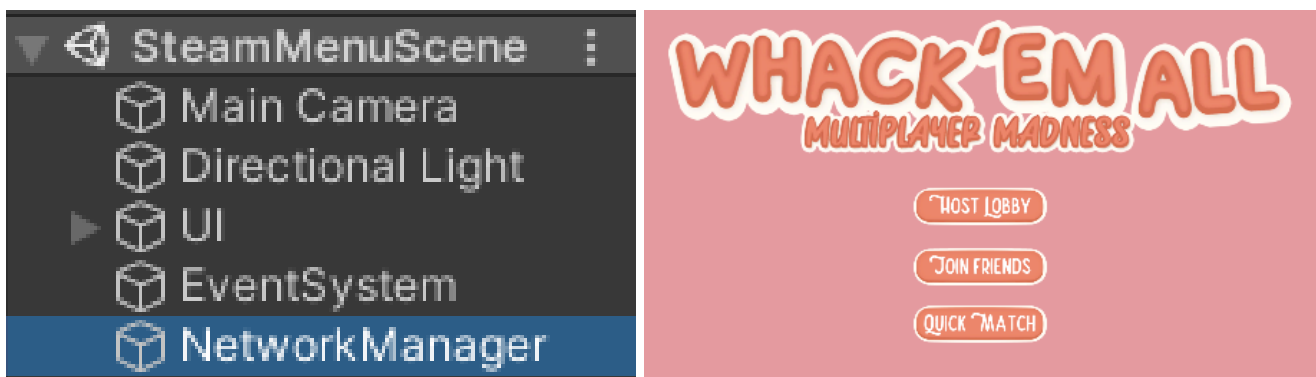 SteamMenuScene
Main Camera
Directional Light
UI
EventSystem
NetworkManager
WHACK 'EM ALL
MULTIPLAYER MADNESS
HOST LOBBY
JOIN FRIENDS
QUICK MATCH